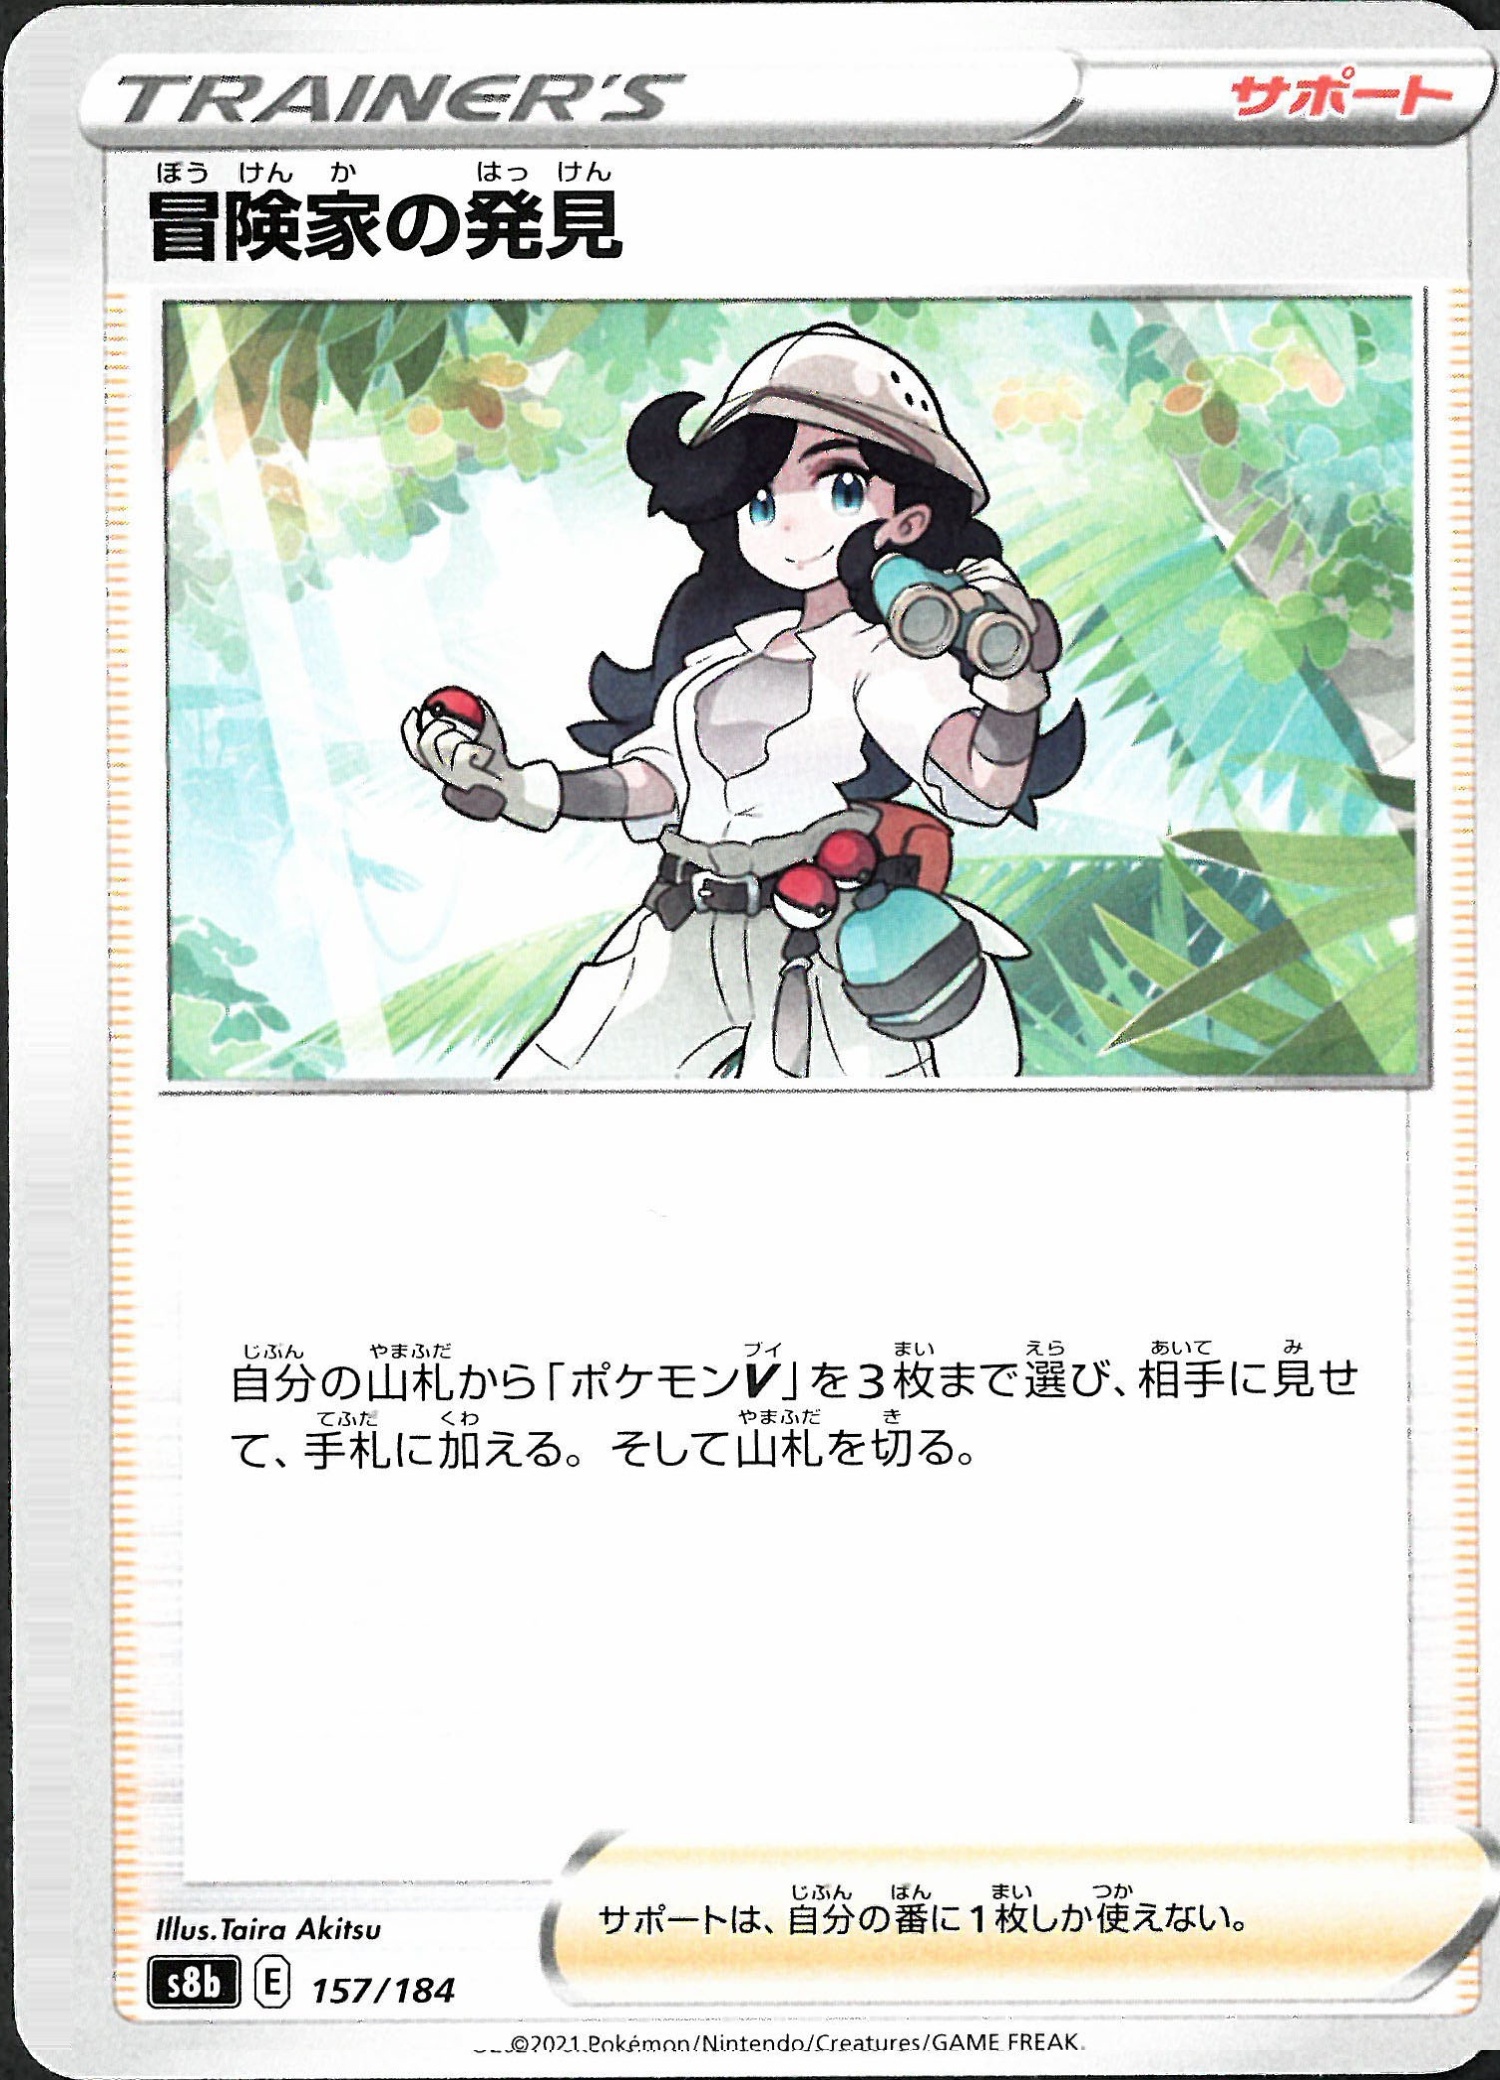 TRAINER'S
サポート
ぼう けん か はっ けん
冒険家の発見
じぶん やまふだ ブイ まい えら あいて み
自分の山札から「ポケモンV」を3枚まで選び、相手に見せ
てふだ くわ やまふだ き
て、手札に加える。そして山札を切る。
じぶん ばん まい つか
サポートは、自分の番に1枚しか使えない。
Illus.Taira Akitsu
s8b E 157/184
©2021 Pokémon/Nintendo/Creatures/GAME FREAK.